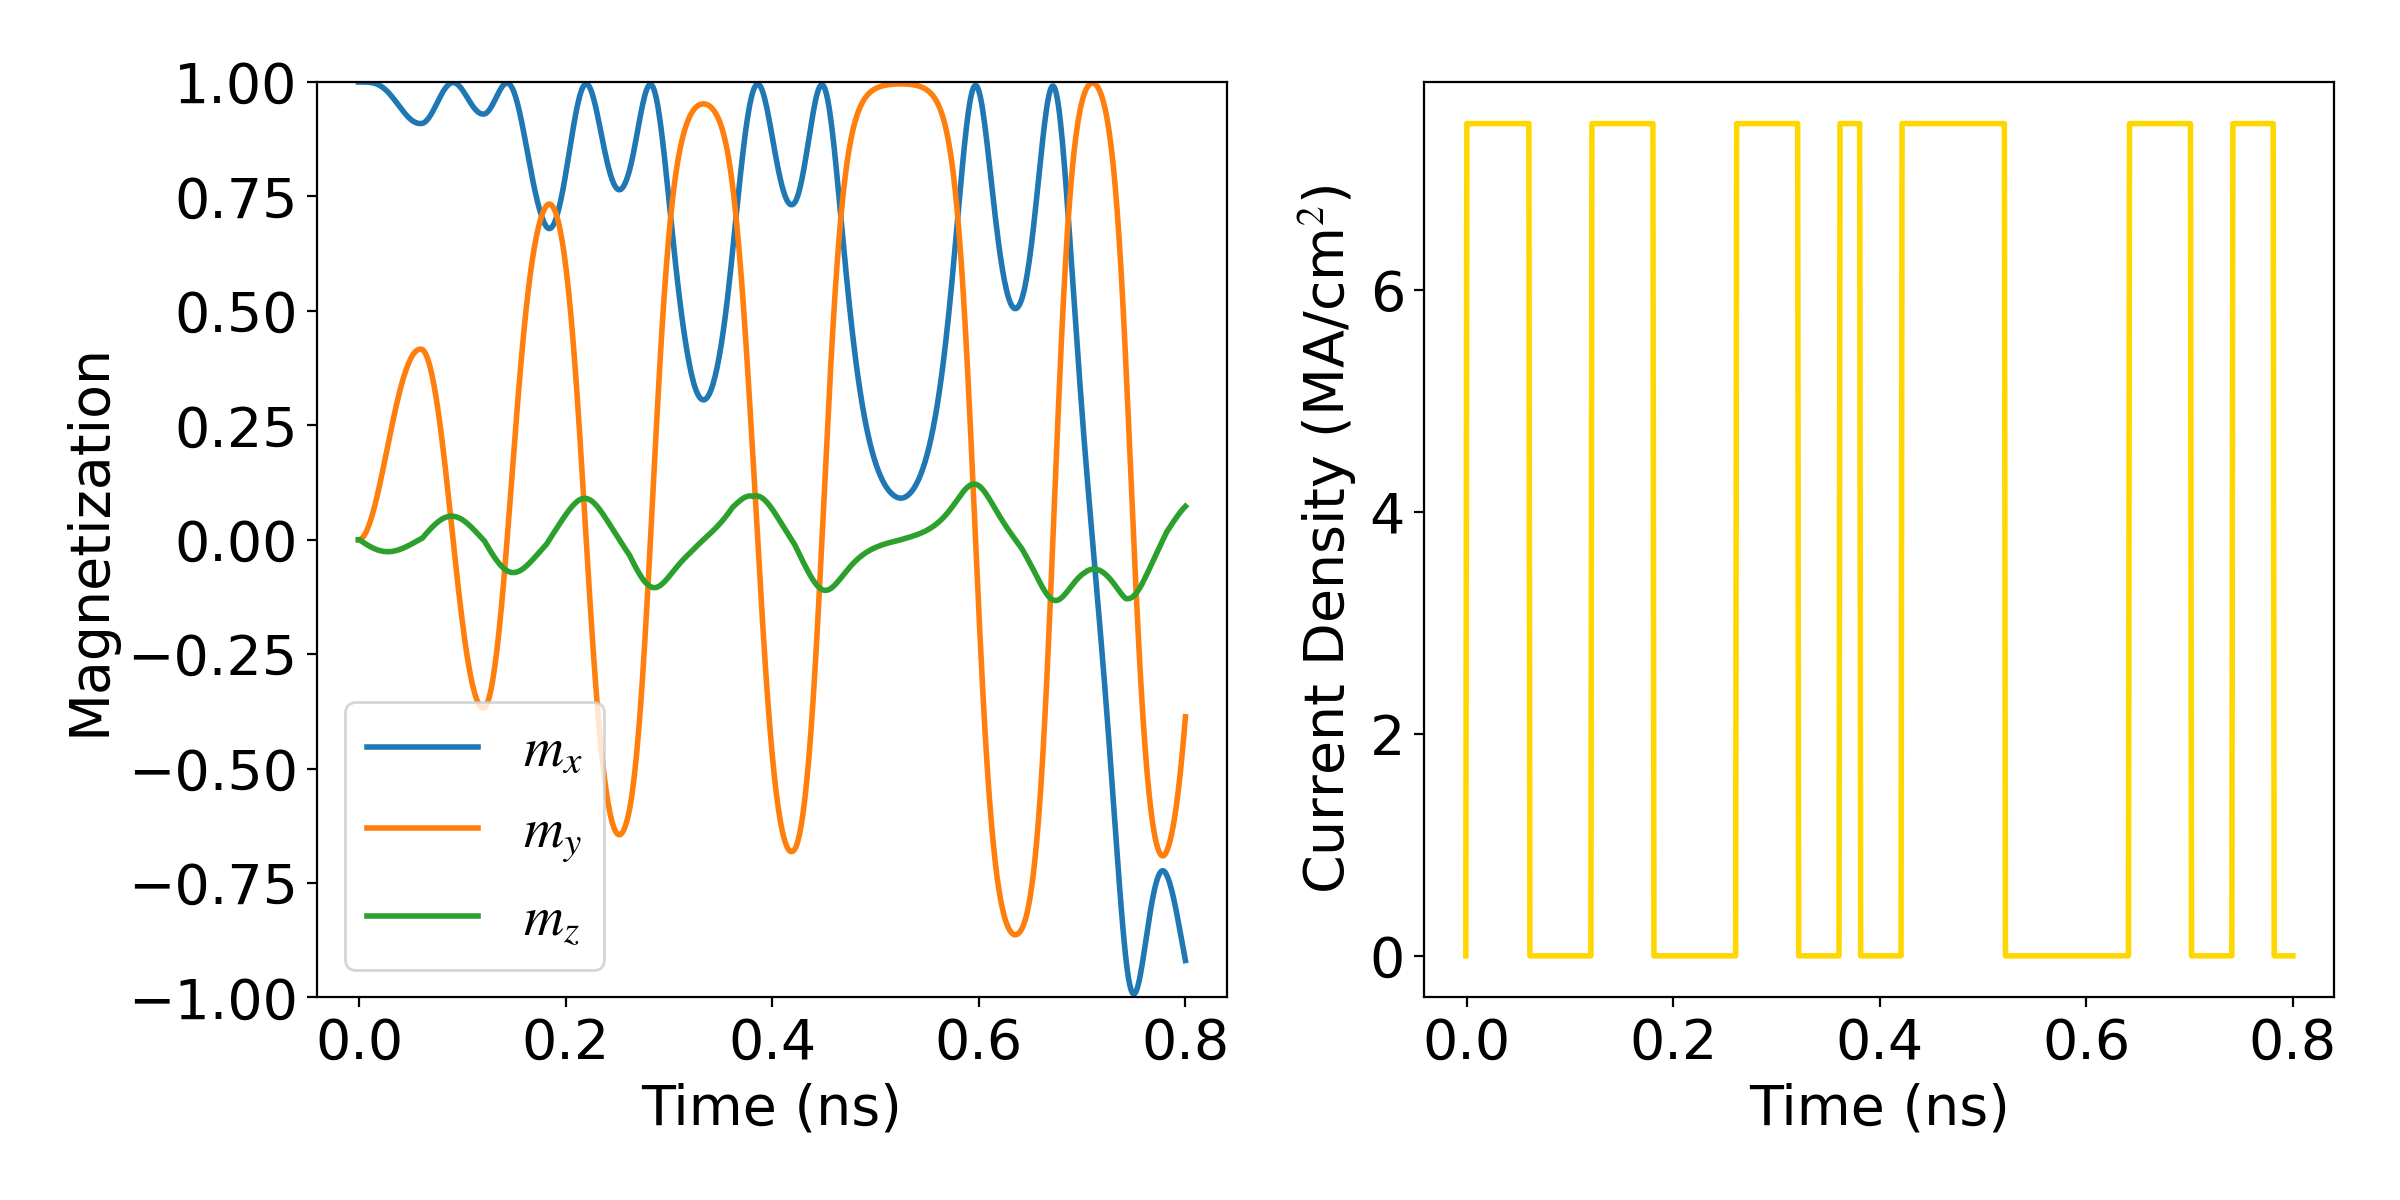 Magnetization
1.00
0.75
0.50
0.25
0.00
−0.25
−0.50
−0.75
−1.00
m_x
m_y
m_z
0.0 0.2 0.4 0.6 0.8
Time (ns)
Current Density (MA/cm²)
6
4
2
0
0.0 0.2 0.4 0.6 0.8
Time (ns)